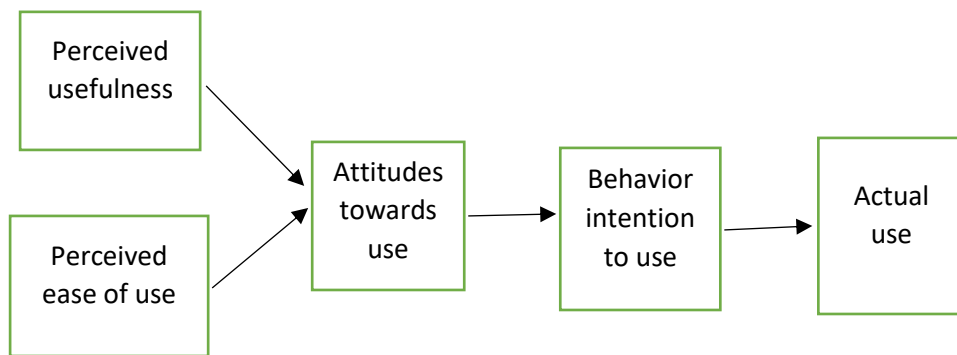 Perceived
usefulness
Perceived
ease of use
Attitudes
towards
use
Behavior
intention
to use
Actual
use